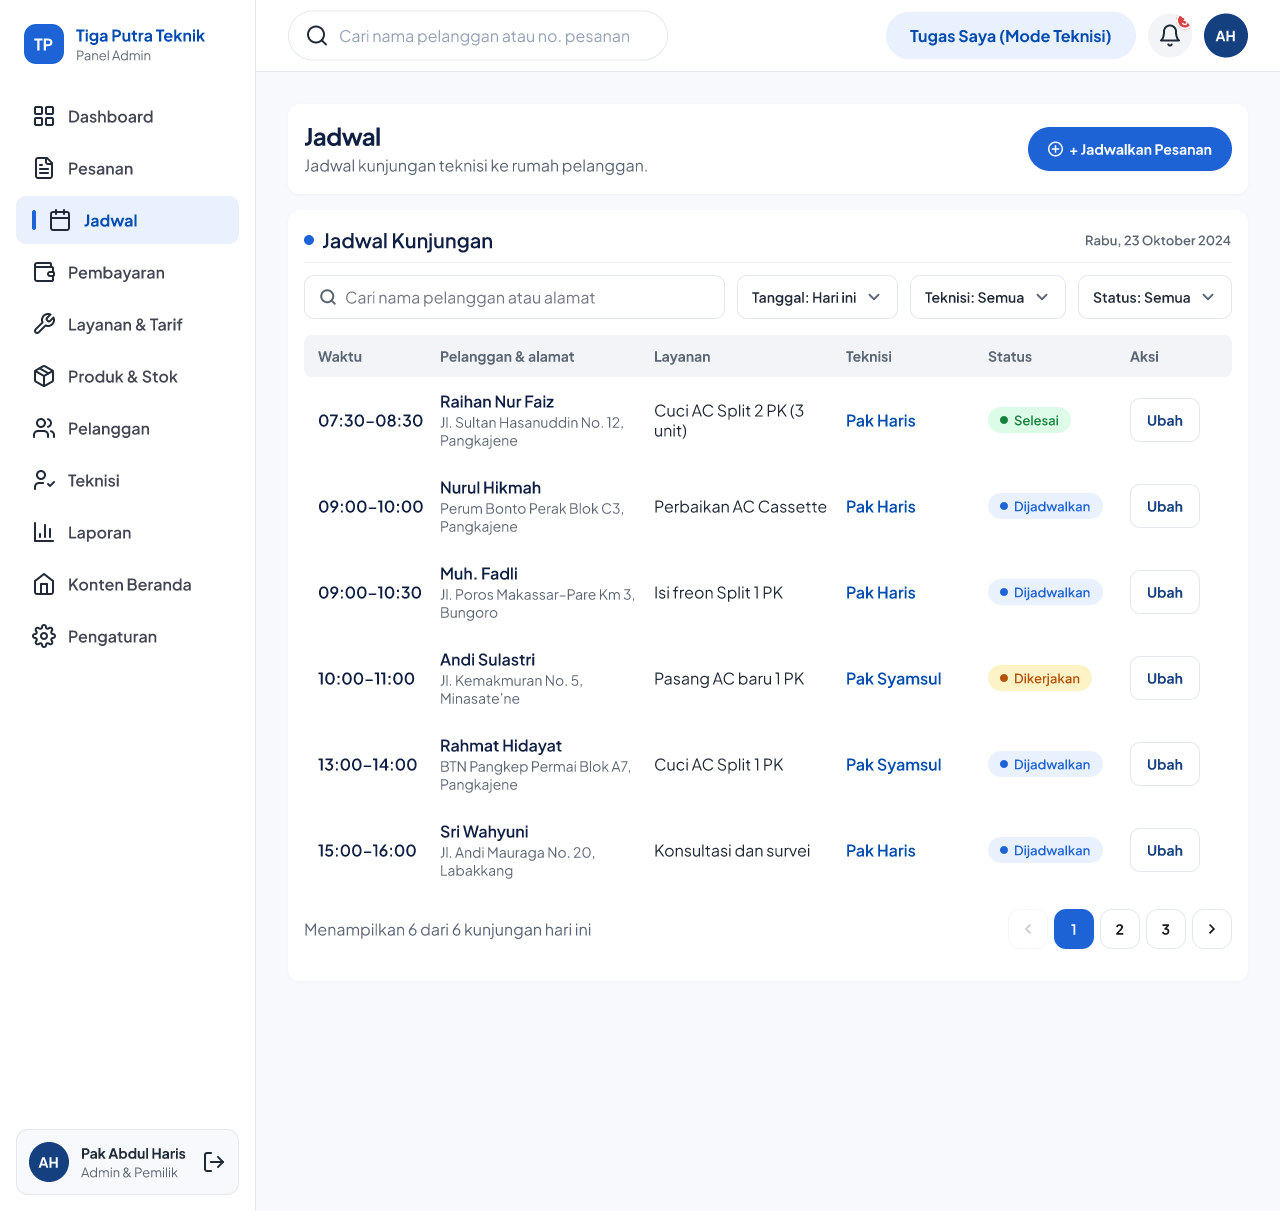 TP
Tiga Putra Teknik
Panel Admin
Cari nama pelanggan atau no. pesanan
Tugas Saya (Mode Teknisi)
AH
Dashboard
Pesanan
Jadwal
Pembayaran
Layanan & Tarif
Produk & Stok
Pelanggan
Teknisi
Laporan
Konten Beranda
Pengaturan
AH
Pak Abdul Haris
Admin & Pemilik
Jadwal
Jadwal kunjungan teknisi ke rumah pelanggan.
+ Jadwalkan Pesanan
Jadwal Kunjungan
Rabu, 23 Oktober 2024
Cari nama pelanggan atau alamat
Tanggal: Hari ini
Teknisi: Semua
Status: Semua
Waktu Pelanggan & alamat Layanan Teknisi Status Aksi
07:30–08:30
Raihan Nur Faiz
Jl. Sultan Hasanuddin No. 12,
Pangkajene
Cuci AC Split 2 PK (3
unit)
Pak Haris
Selesai
Ubah
09:00–10:00
Nurul Hikmah
Perum Bonto Perak Blok C3,
Pangkajene
Perbaikan AC Cassette
Pak Haris
Dijadwalkan
Ubah
09:00–10:30
Muh. Fadli
Jl. Poros Makassar–Pare Km 3,
Bungoro
Isi freon Split 1 PK
Pak Haris
Dijadwalkan
Ubah
10:00–11:00
Andi Sulastri
Jl. Kemakmuran No. 5,
Minasate'ne
Pasang AC baru 1 PK
Pak Syamsul
Dikerjakan
Ubah
13:00–14:00
Rahmat Hidayat
BTN Pangkep Permai Blok A7,
Pangkajene
Cuci AC Split 1 PK
Pak Syamsul
Dijadwalkan
Ubah
15:00–16:00
Sri Wahyuni
Jl. Andi Mauraga No. 20,
Labakkang
Konsultasi dan survei
Pak Haris
Dijadwalkan
Ubah
Menampilkan 6 dari 6 kunjungan hari ini
1 2 3